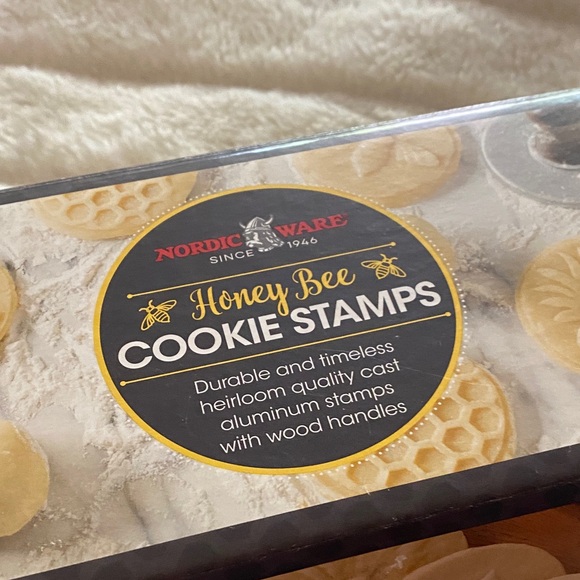 NORDIC WARE
SINCE 1946
Honey Bee
COOKIE STAMPS
Durable and timeless
heirloom quality cast
aluminum stamps
with wood handles